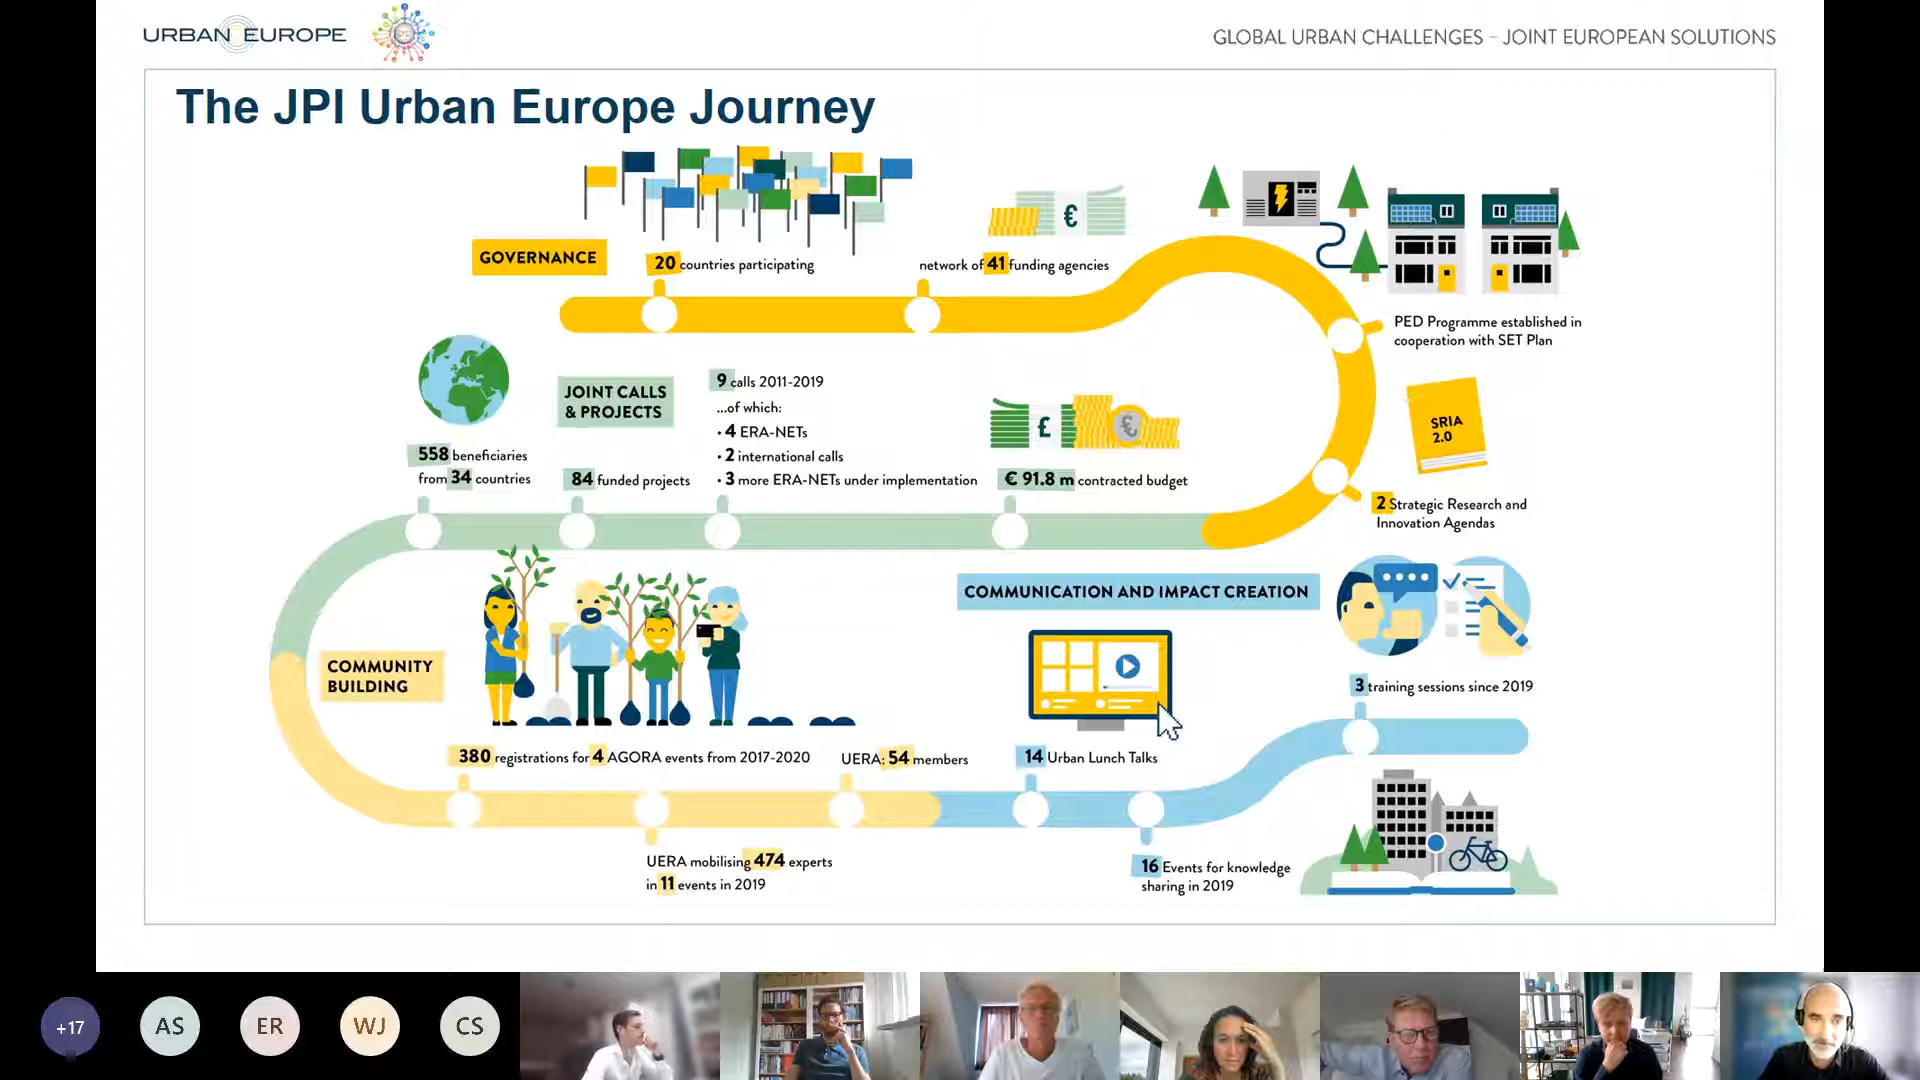 URBAN EUROPE
GLOBAL URBAN CHALLENGES – JOINT EUROPEAN SOLUTIONS
The JPI Urban Europe Journey
GOVERNANCE
20 countries participating
€
network of 41 funding agencies
PED Programme established in
cooperation with SET Plan
SRIA
2.0
2 Strategic Research and
Innovation Agendas
JOINT CALLS
& PROJECTS
558 beneficiaries
from 34 countries
84 funded projects
9 calls 2011-2019
...of which:
• 4 ERA-NETs
• 2 international calls
• 3 more ERA-NETs under implementation
£
€
€ 91.8 m contracted budget
COMMUNITY
BUILDING
380 registrations for 4 AGORA events from 2017-2020
UERA mobilising 474 experts
in 11 events in 2019
UERA: 54 members
COMMUNICATION AND IMPACT CREATION
14 Urban Lunch Talks
16 Events for knowledge
sharing in 2019
3 training sessions since 2019
+17
AS
ER
WJ
CS